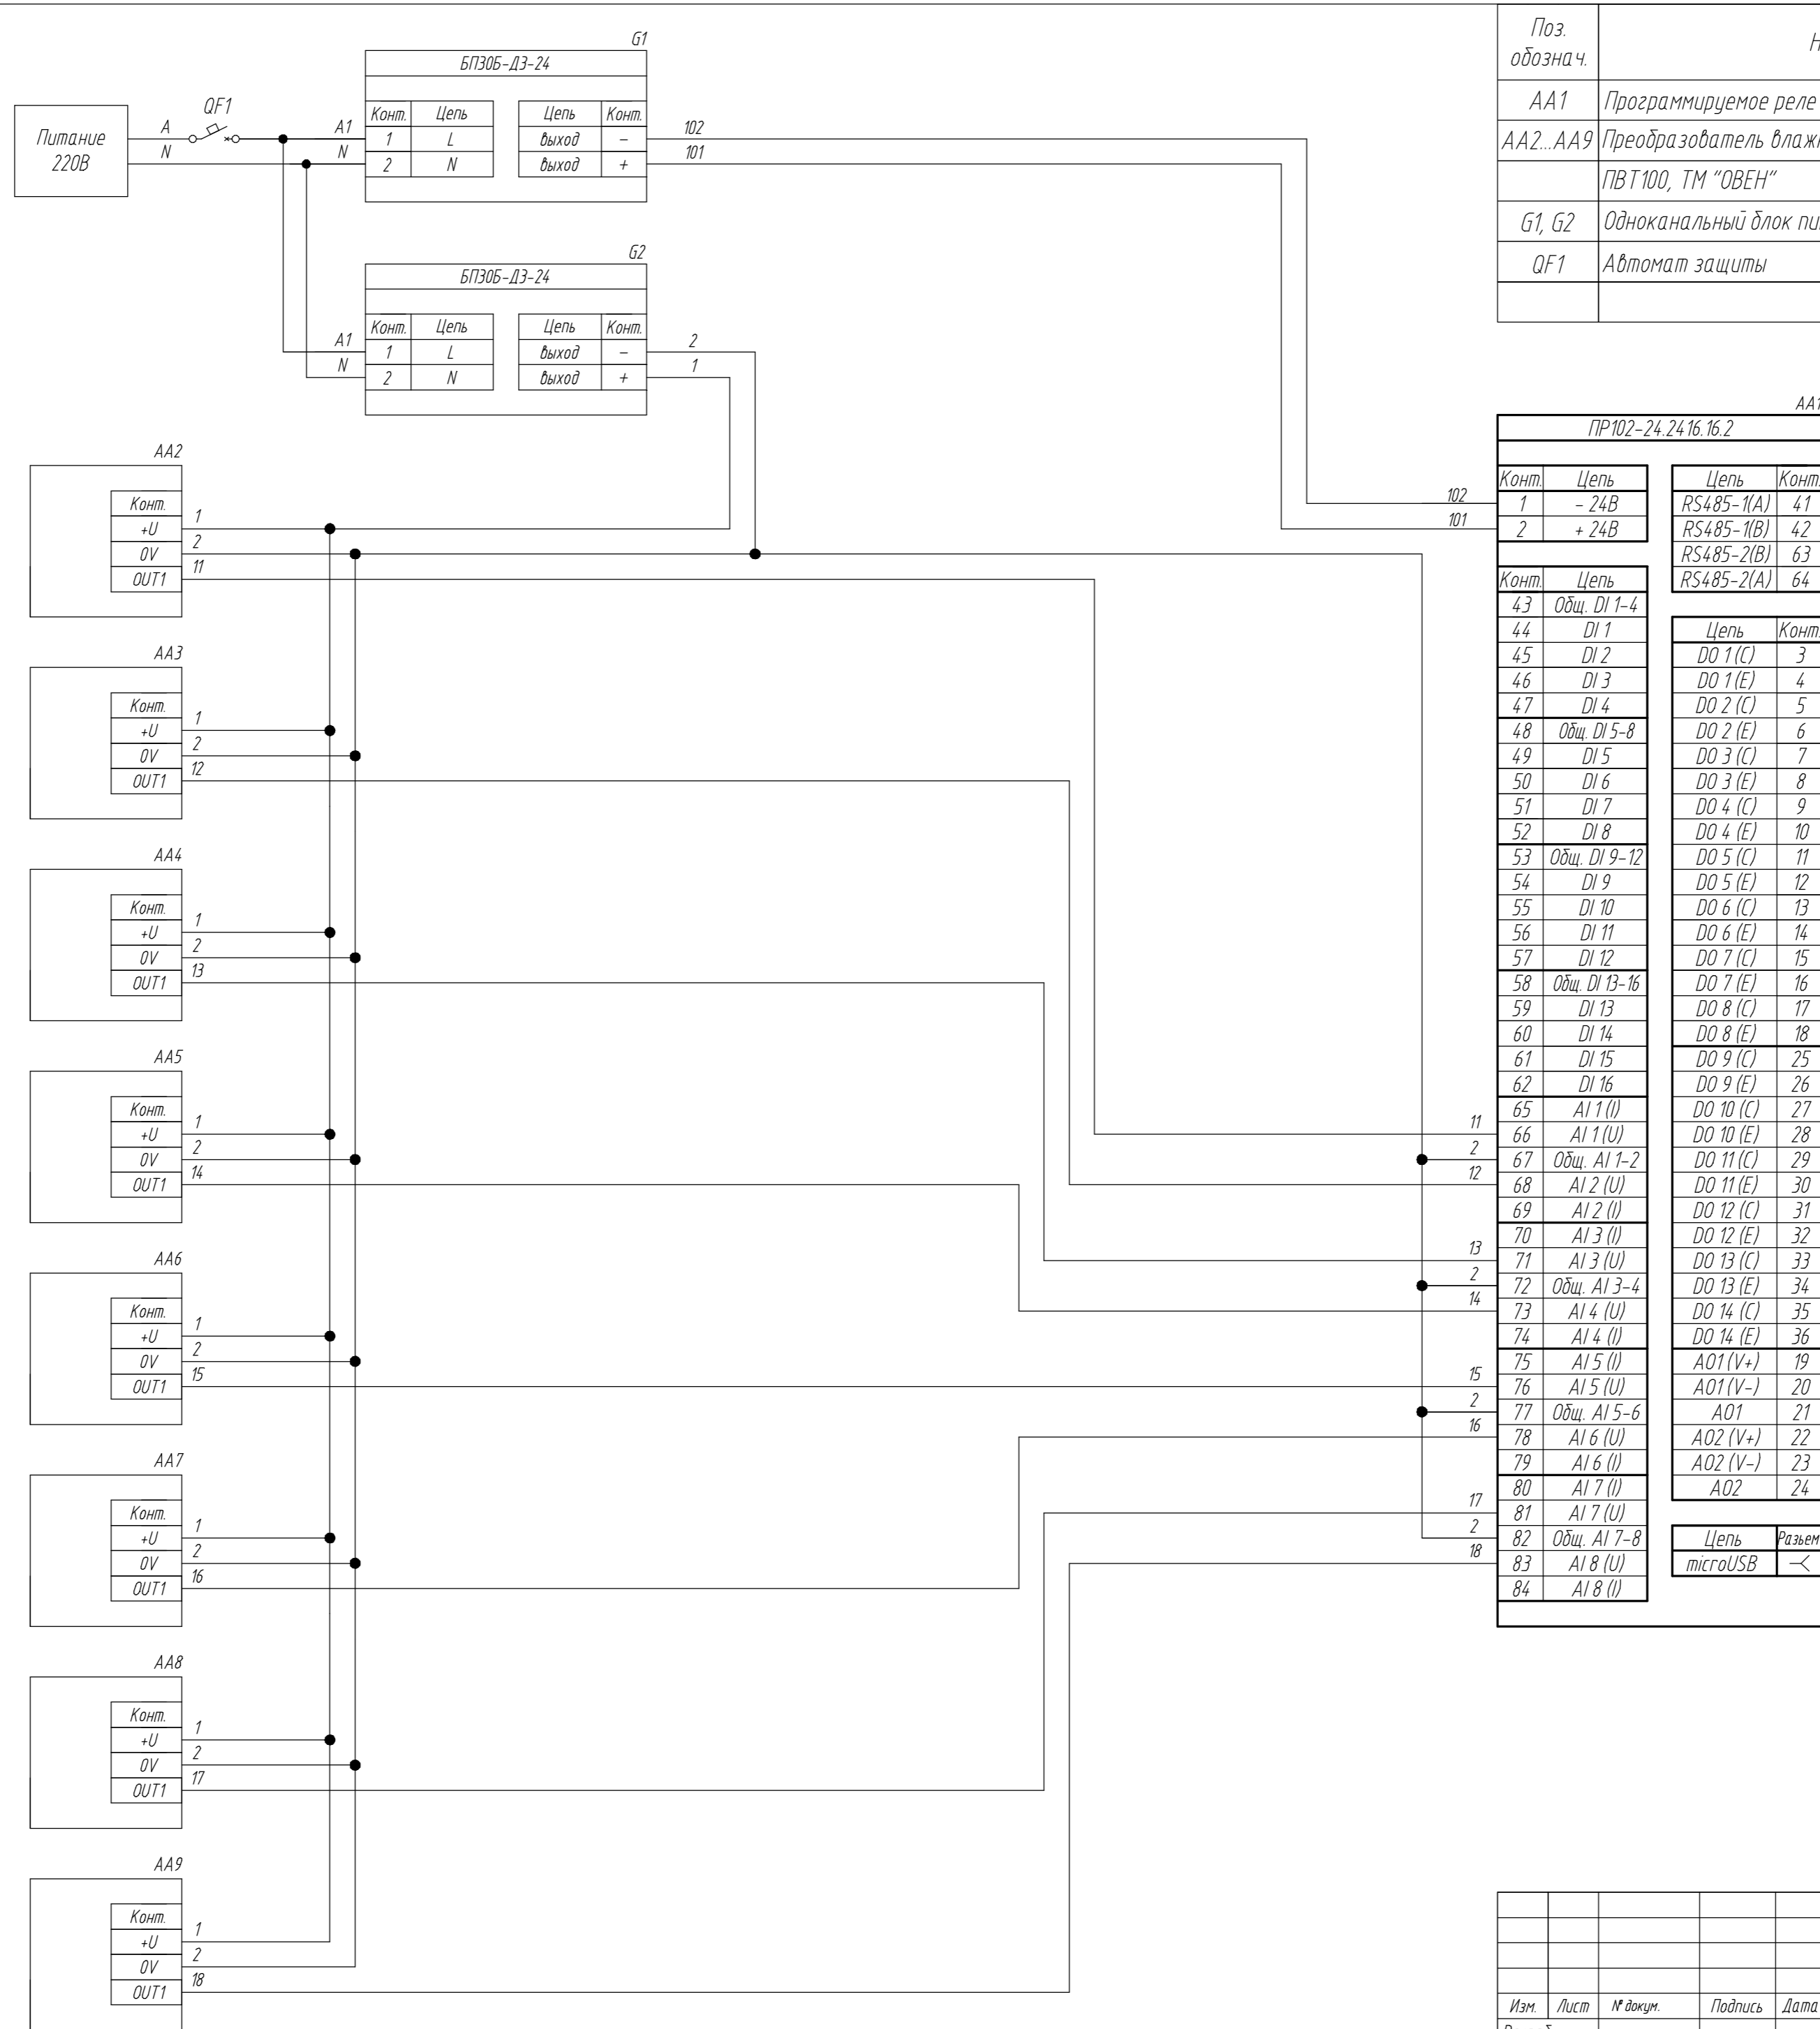 G1
БП30Б-Д3-24
Конт. Цепь Цепь Конт.
1 L выход –
2 N выход +
Питание
220В
A
N
QF1
A1
N
102
101
G2
БП30Б-Д3-24
Конт. Цепь Цепь Конт.
1 L выход –
2 N выход +
A1
N
2
1
Поз.
обознач.
AA1 Программируемое реле
AA2...AA9 Преобразователь
ПВТ100, ТМ "ОВЕН"
G1, G2 Одноканальный блок
QF1 Автомат защиты
AA2
Конт.
+U 1
0V 2
OUT1 11
AA3
Конт.
+U 1
0V 2
OUT1 12
AA4
Конт.
+U 1
0V 2
OUT1 13
AA5
Конт.
+U 1
0V 2
OUT1 14
AA6
Конт.
+U 1
0V 2
OUT1 15
AA7
Конт.
+U 1
0V 2
OUT1 16
AA8
Конт.
+U 1
0V 2
OUT1 17
AA9
Конт.
+U 1
0V 2
OUT1 18
AA1
ПР102-24.2416.16.2
Конт. Цепь
102 1 – 24В
101 2 + 24В
Конт. Цепь
43 Общ. DI 1-4
44 DI 1
45 DI 2
46 DI 3
47 DI 4
48 Общ. DI 5-8
49 DI 5
50 DI 6
51 DI 7
52 DI 8
53 Общ. DI 9-12
54 DI 9
55 DI 10
56 DI 11
57 DI 12
58 Общ. DI 13-16
59 DI 13
60 DI 14
61 DI 15
62 DI 16
65 AI 1 (I)
11 66 AI 1 (U)
2 67 Общ. AI 1-2
12 68 AI 2 (U)
69 AI 2 (I)
70 AI 3 (I)
13 71 AI 3 (U)
2 72 Общ. AI 3-4
14 73 AI 4 (U)
74 AI 4 (I)
75 AI 5 (I)
15 76 AI 5 (U)
2 77 Общ. AI 5-6
16 78 AI 6 (U)
79 AI 6 (I)
80 AI 7 (I)
17 81 AI 7 (U)
2 82 Общ. AI 7-8
18 83 AI 8 (U)
84 AI 8 (I)
Цепь Конт.
RS485-1(A) 41
RS485-1(B) 42
RS485-2(B) 63
RS485-2(A) 64
Цепь Конт.
DO 1 (C) 3
DO 1 (E) 4
DO 2 (C) 5
DO 2 (E) 6
DO 3 (C) 7
DO 3 (E) 8
DO 4 (C) 9
DO 4 (E) 10
DO 5 (C) 11
DO 5 (E) 12
DO 6 (C) 13
DO 6 (E) 14
DO 7 (C) 15
DO 7 (E) 16
DO 8 (C) 17
DO 8 (E) 18
DO 9 (C) 25
DO 9 (E) 26
DO 10 (C) 27
DO 10 (E) 28
DO 11 (C) 29
DO 11 (E) 30
DO 12 (C) 31
DO 12 (E) 32
DO 13 (C) 33
DO 13 (E) 34
DO 14 (C) 35
DO 14 (E) 36
AO1 (V+) 19
AO1 (V-) 20
AO1 21
AO2 (V+) 22
AO2 (V-) 23
AO2 24
Цепь Разьем
microUSB
Изм. Лист № докум. Подпись Дата